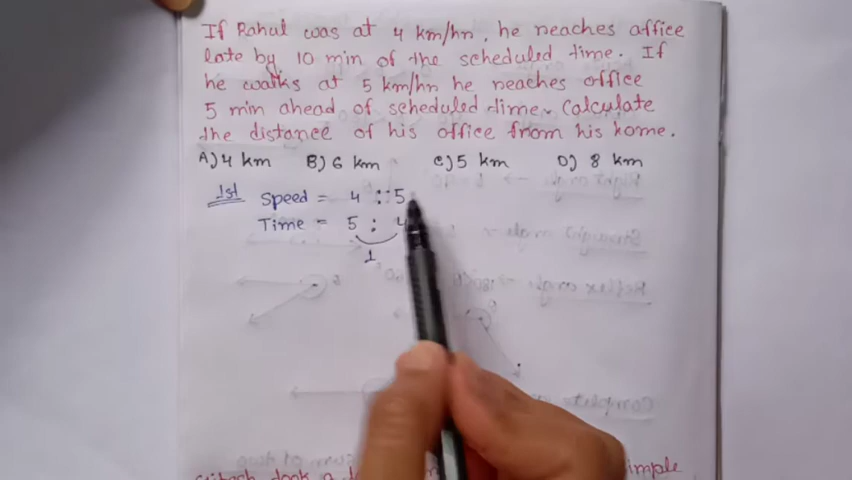 If Rahul was at 4 km/hr, he reaches office
late by 10 min of the scheduled time. If
he walks at 5 km/hr he reaches office
5 min ahead of scheduled time. Calculate
the distance of his office from his home.
A) 4 km B) 6 km C) 5 km D) 8 km
1st Speed = 4 : 5
Time = 5 : 4
1
took a
simple